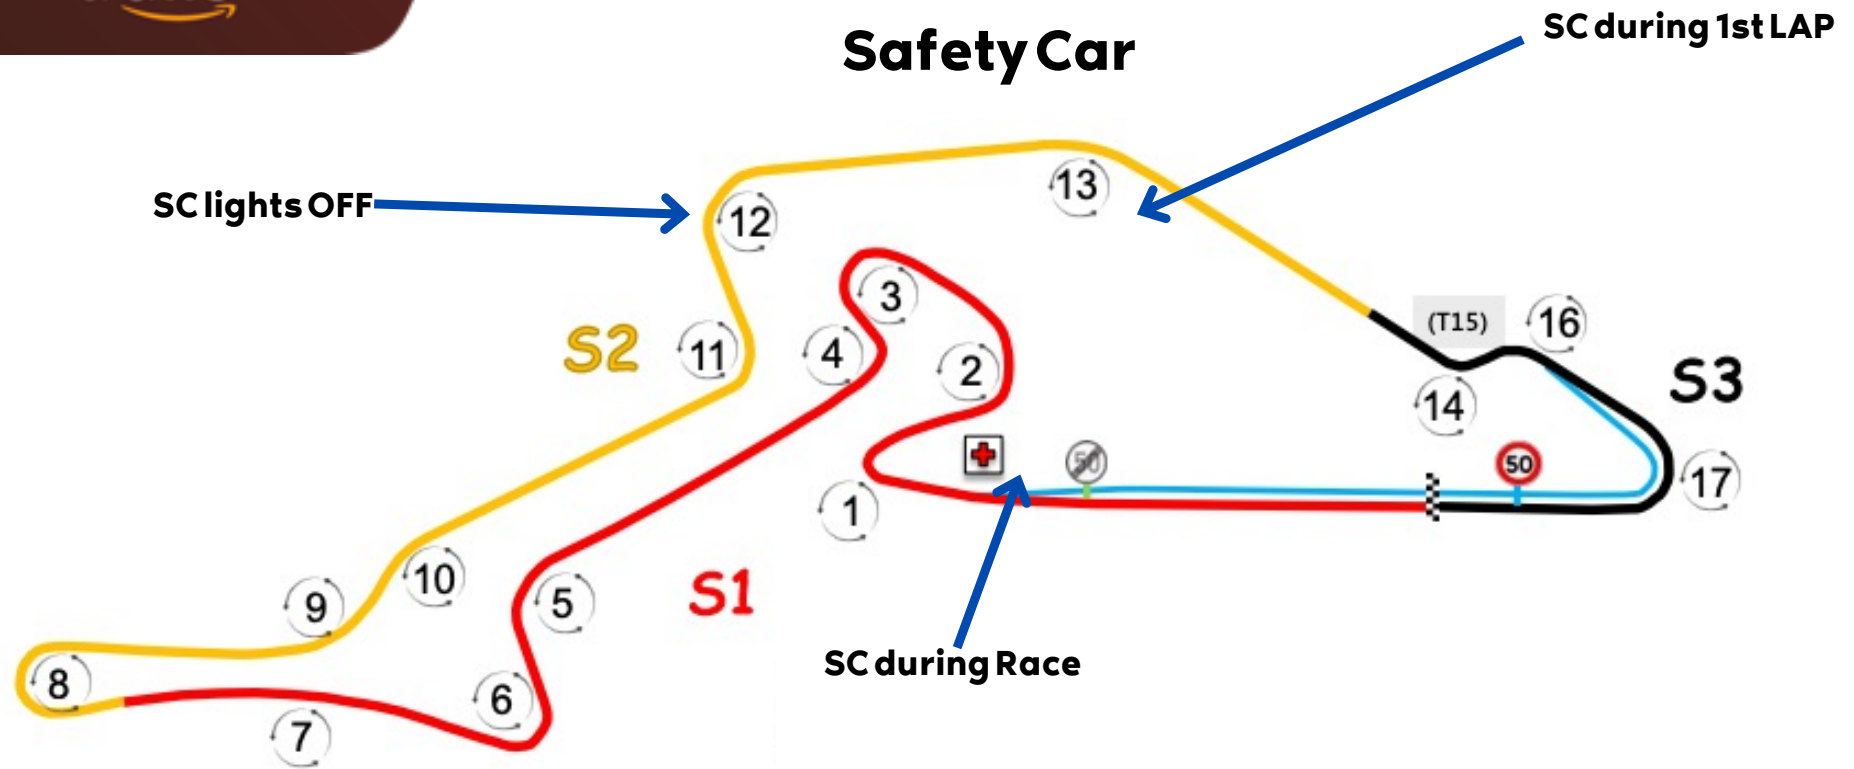 SC during 1st LAP
Safety Car
13
SC lights OFF
12
3
(T15)
16
S2
11
4
2
S3
14
50
50
17
1
10
9
5
S1
SC during Race
8
6
7